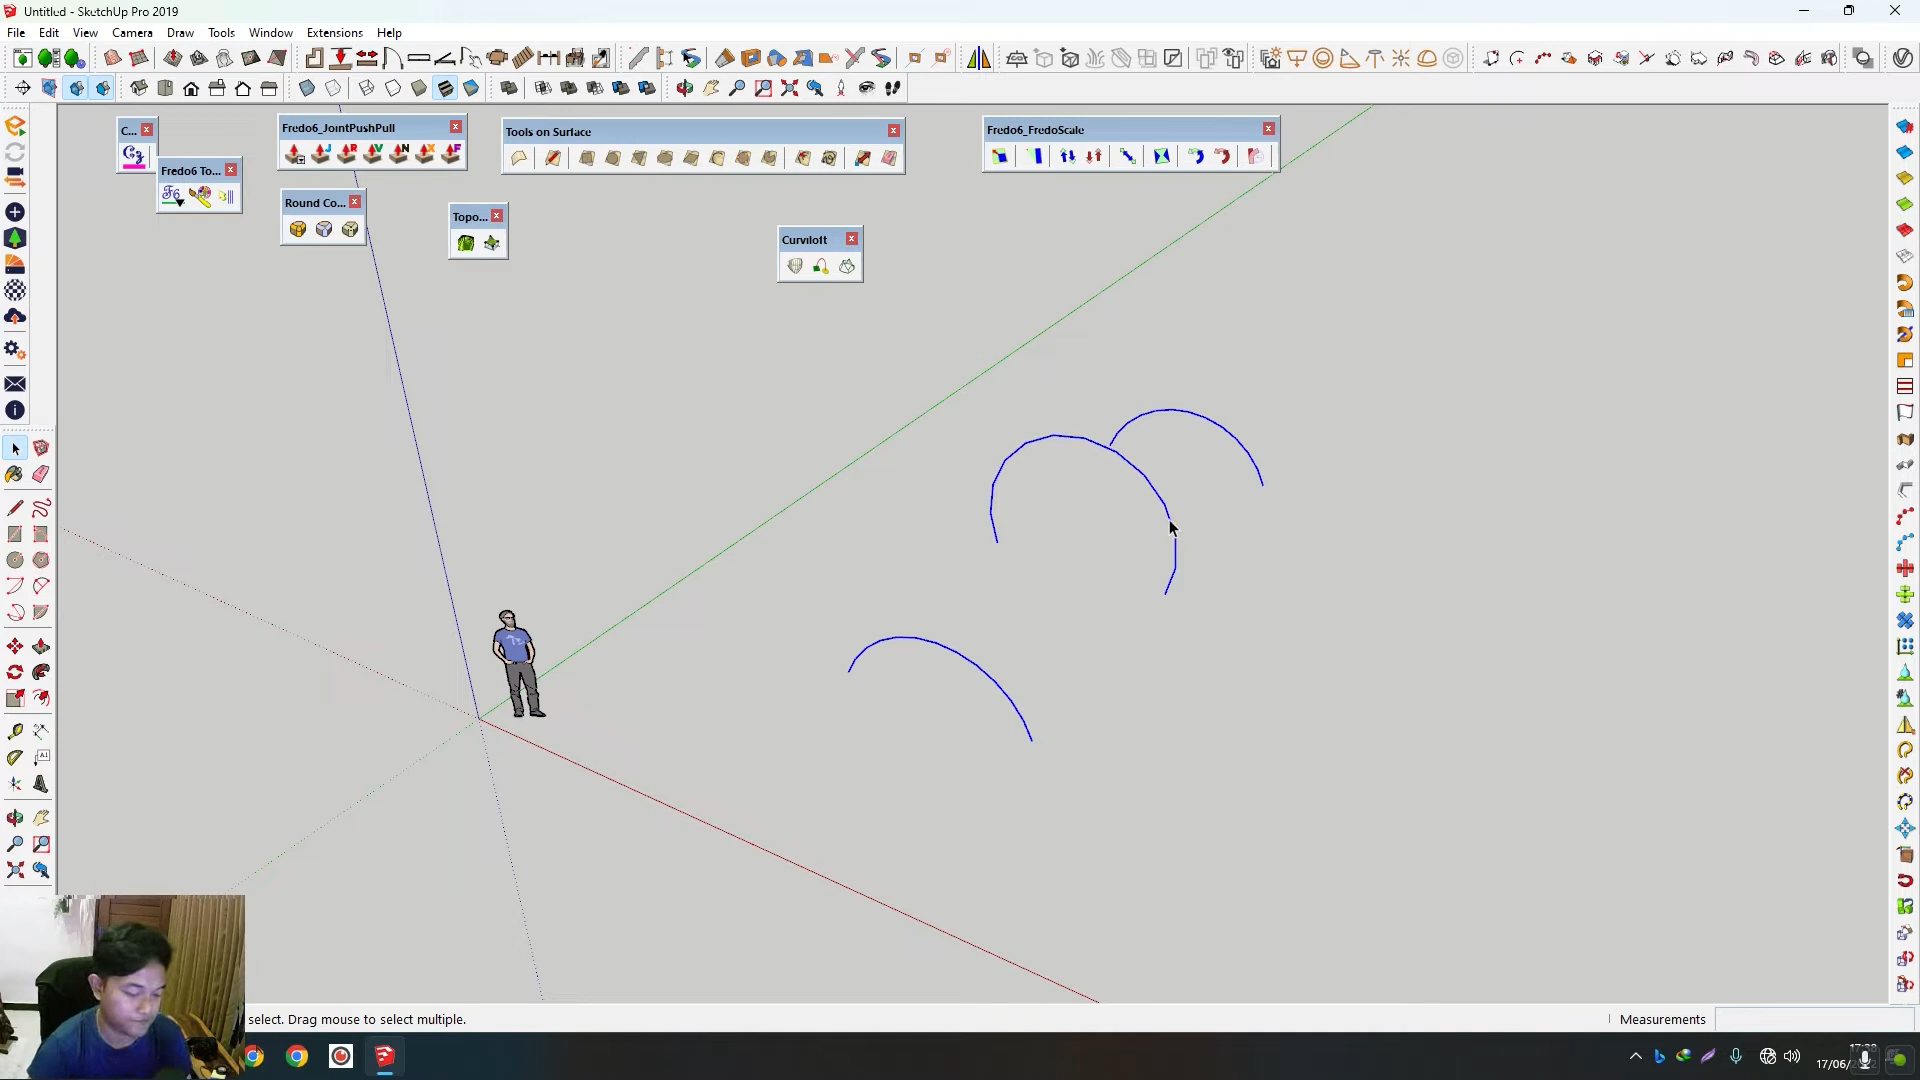 Untitled - SketchUp Pro 2019
File Edit View Camera Draw Tools Window Extensions Help
C...
Fredo6_JointPushPull
Tools on Surface
Fredo6_FredoScale
Fredo6 To...
Round Co...
Topo...
Curviloft
select. Drag mouse to select multiple.
Measurements
17/06/